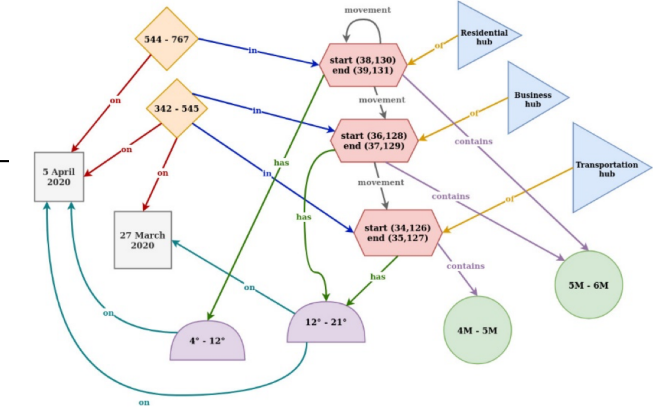 movement
544 - 767
in
start (38,130)
end (39,131)
of
Residential
hub
on
342 - 545
in
movement
of
Business
hub
start (36,128)
end (37,129)
contains
on
5 April
2020
on
has
in
movement
contains
of
Transportation
hub
27 March
2020
has
start (34,126)
end (35,127)
contains
has
on
on
4° - 12°
12° - 21°
4M - 5M
5M - 6M
on